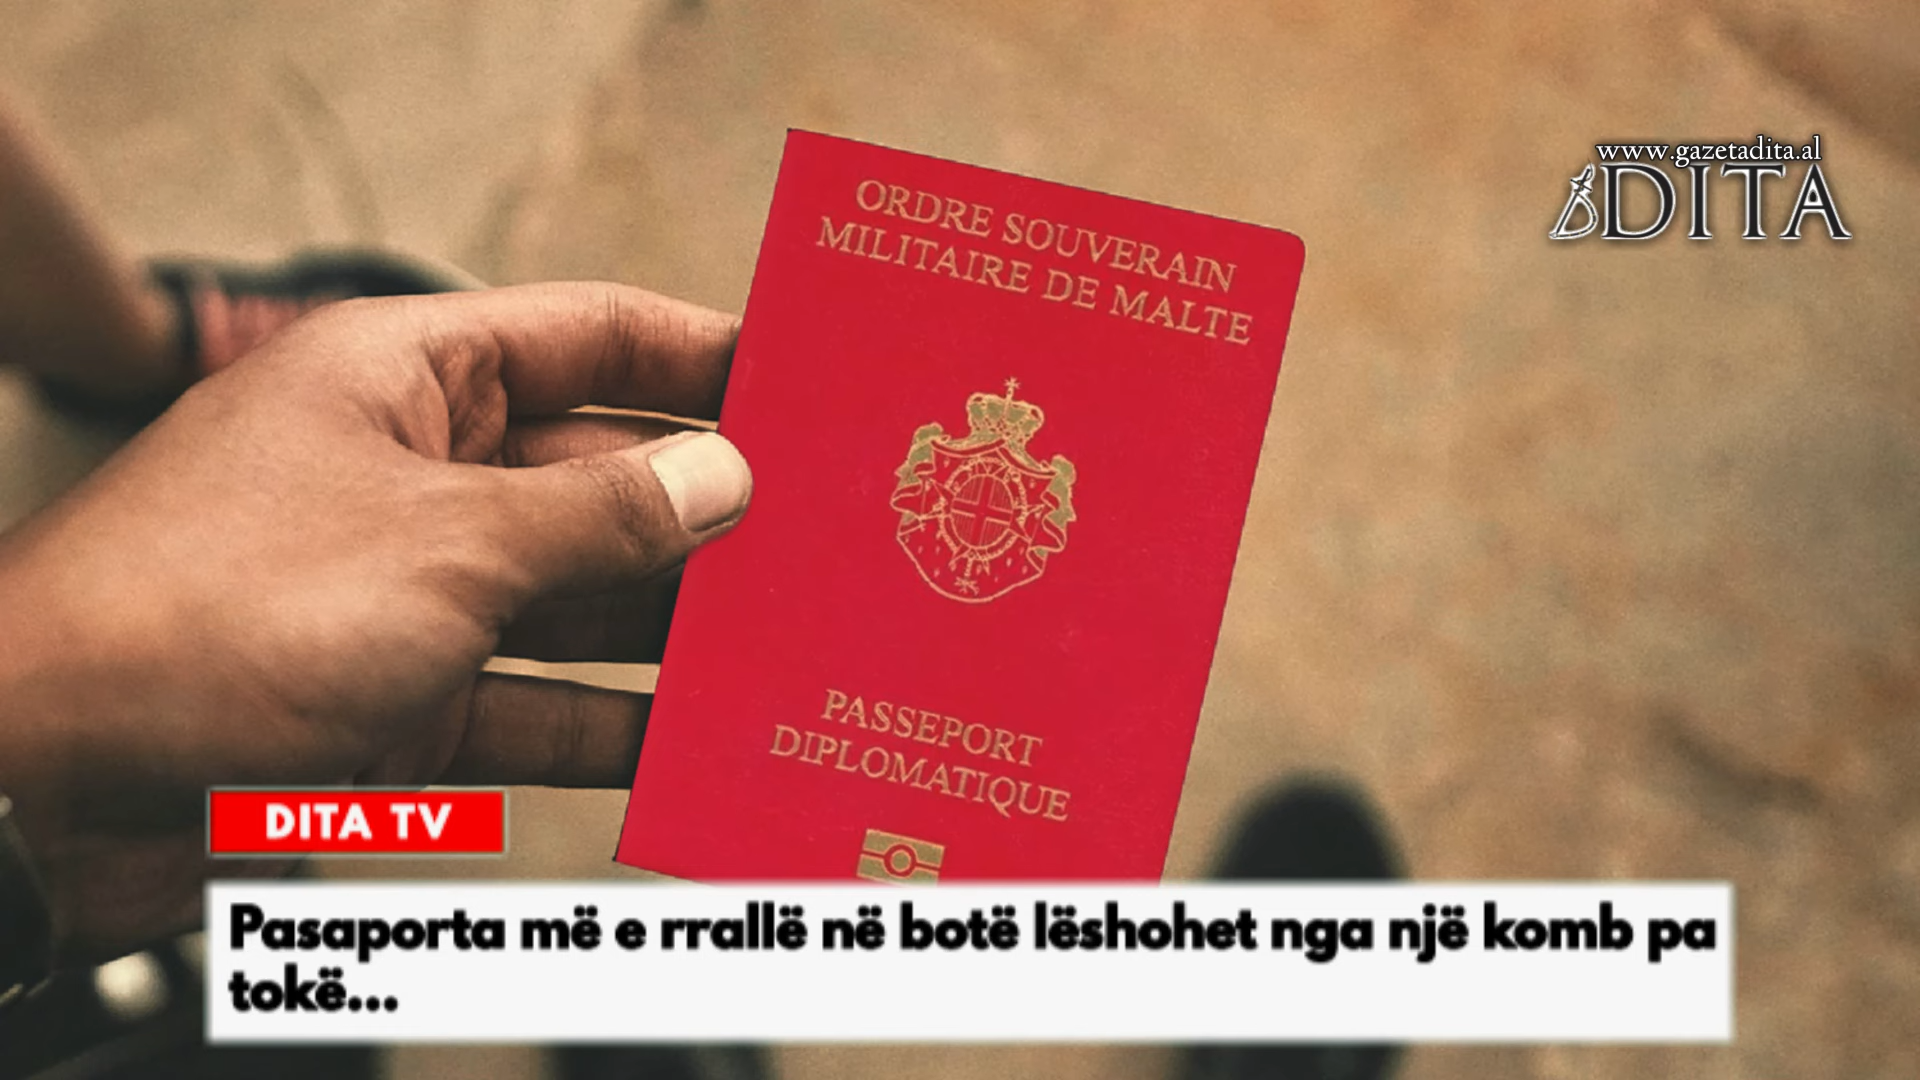 www.gazetadita.al
DITA
ORDRE SOUVERAIN
MILITAIRE DE MALTE
PASSEPORT
DIPLOMATIQUE
DITA TV
Pasaporta më e rrallë në botë lëshohet nga një komb pa
tokë...